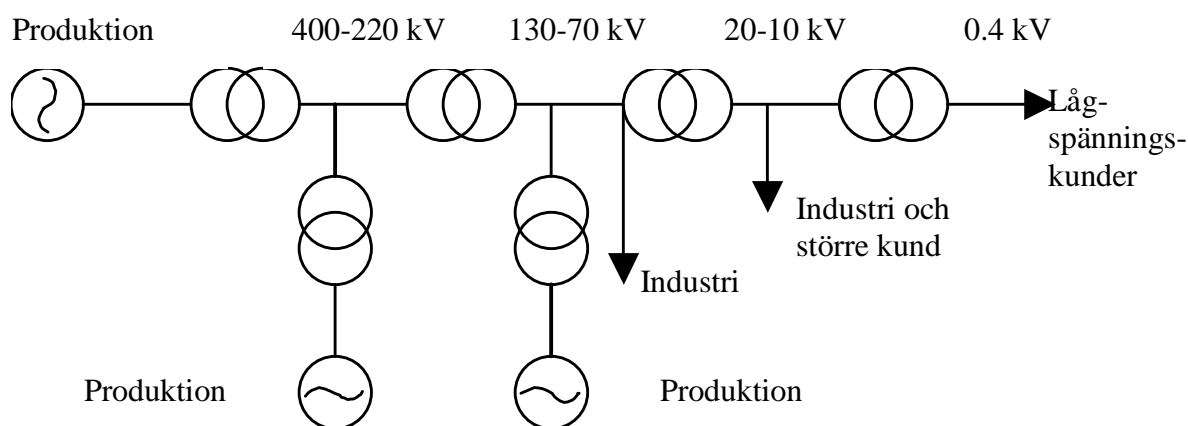 Produktion 400-220 kV 130-70 kV 20-10 kV 0.4 kV
Låg-
spännings-
kunder
Industri och
större kund
Industri
Produktion Produktion